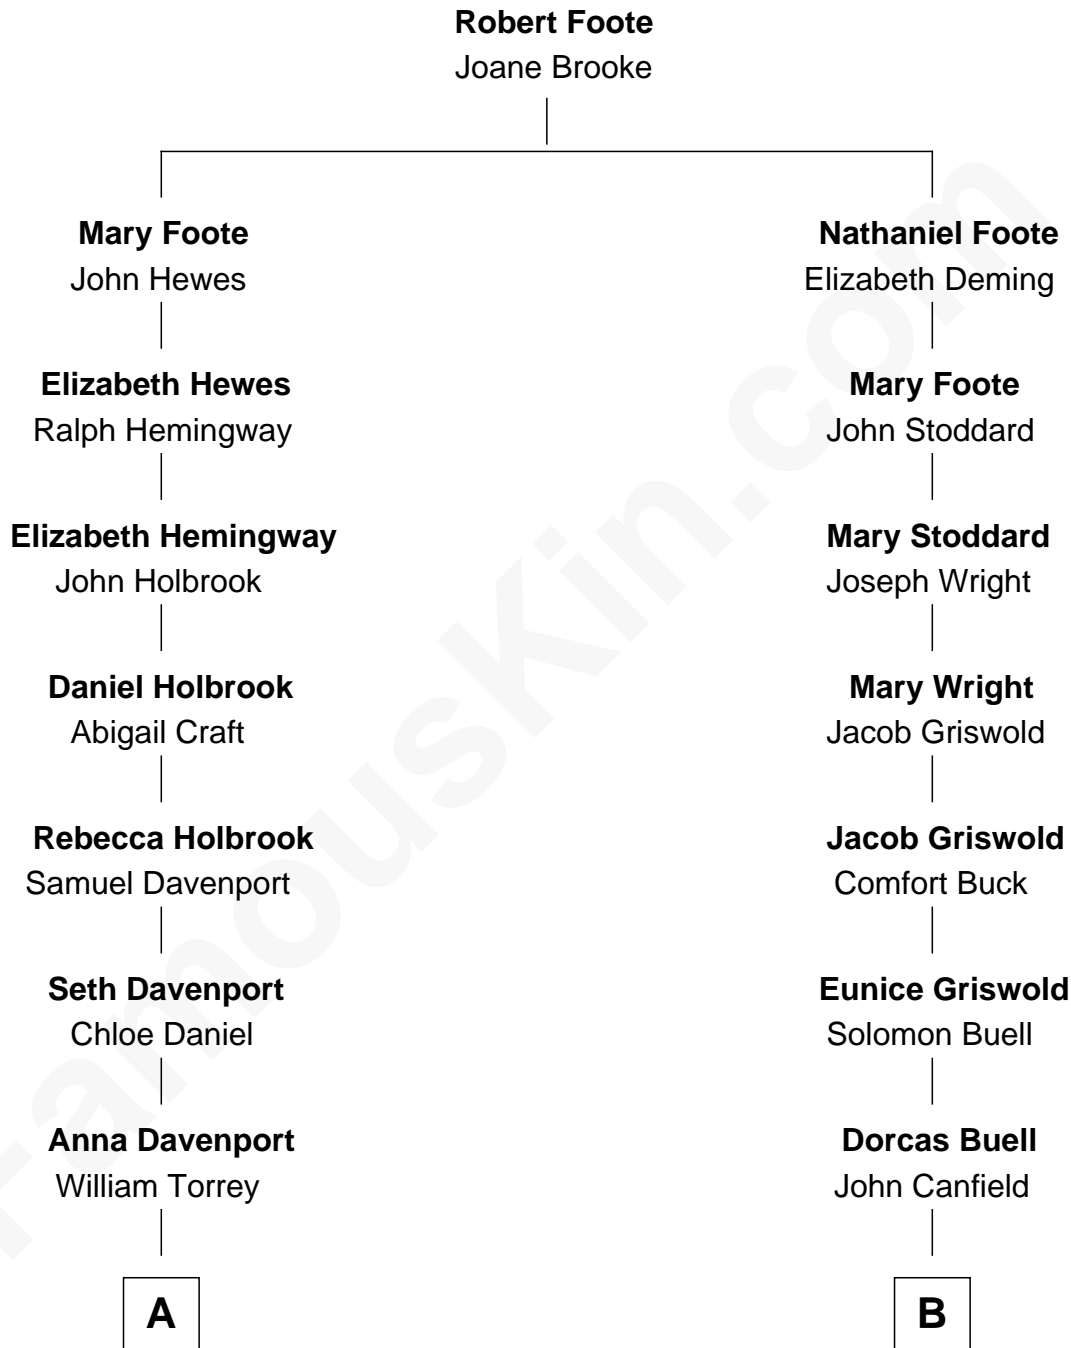 Robert Foote
Joane Brooke
Mary Foote
John Hewes
Nathaniel Foote
Elizabeth Deming
Elizabeth Hewes
Ralph Hemingway
Mary Foote
John Stoddard
Elizabeth Hemingway
John Holbrook
Mary Stoddard
Joseph Wright
Daniel Holbrook
Abigail Craft
Mary Wright
Jacob Griswold
Rebecca Holbrook
Samuel Davenport
Jacob Griswold
Comfort Buck
Seth Davenport
Chloe Daniel
Eunice Griswold
Solomon Buell
Anna Davenport
William Torrey
Dorcas Buell
John Canfield
A
B
FamousKin.com